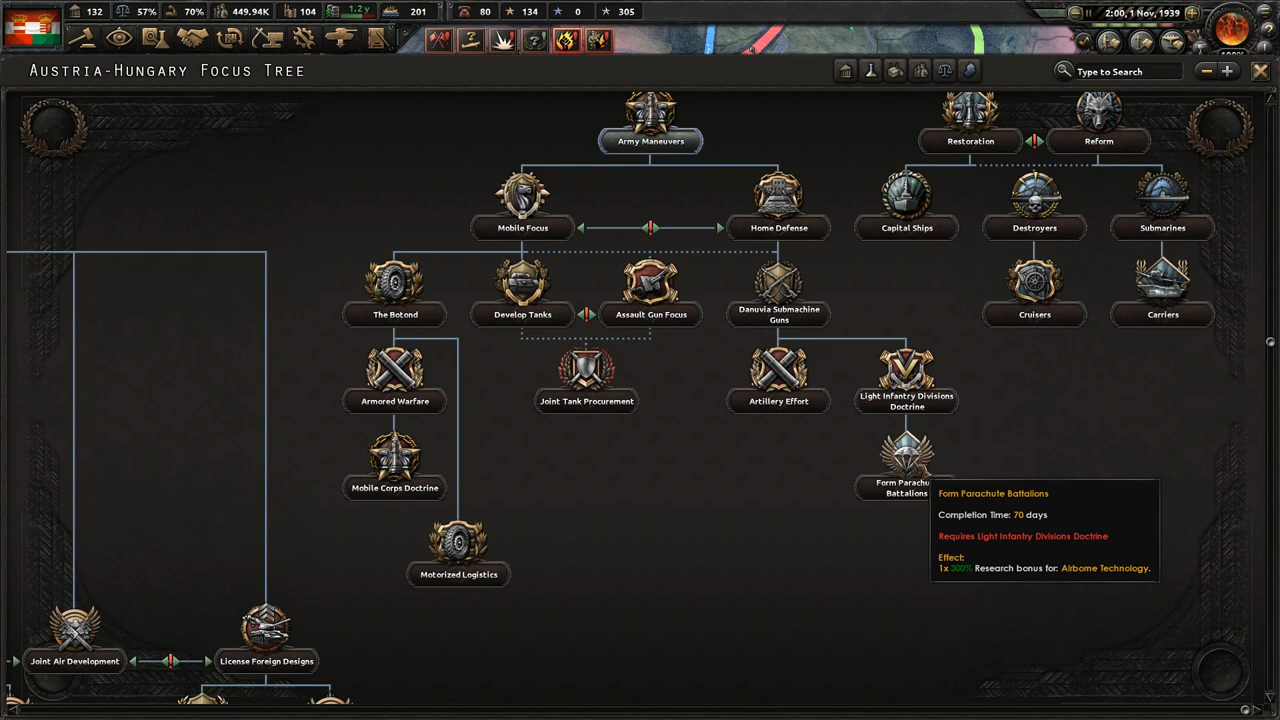 132 57% 70% 449.94K 104 1.2 y 201 80 134 0 305 2:00, 1 Nov, 1939
100%
Austria-Hungary Focus Tree
Type to Search
Army Maneuvers
Restoration
Reform
Mobile Focus
Home Defense
Capital Ships
Destroyers
Submarines
The Botond
Develop Tanks
Assault Gun Focus
Danuvia Submachine
Guns
Cruisers
Carriers
Armored Warfare
Joint Tank Procurement
Artillery Effort
Light Infantry Divisions
Doctrine
Mobile Corps Doctrine
Form Parachu
Battalions
Form Parachute Battalions
Completion Time: 70 days
Requires Light Infantry Divisions Doctrine
Effect:
1x 300% Research bonus for: Airborne Technology.
Motorized Logistics
Joint Air Development
License Foreign Designs